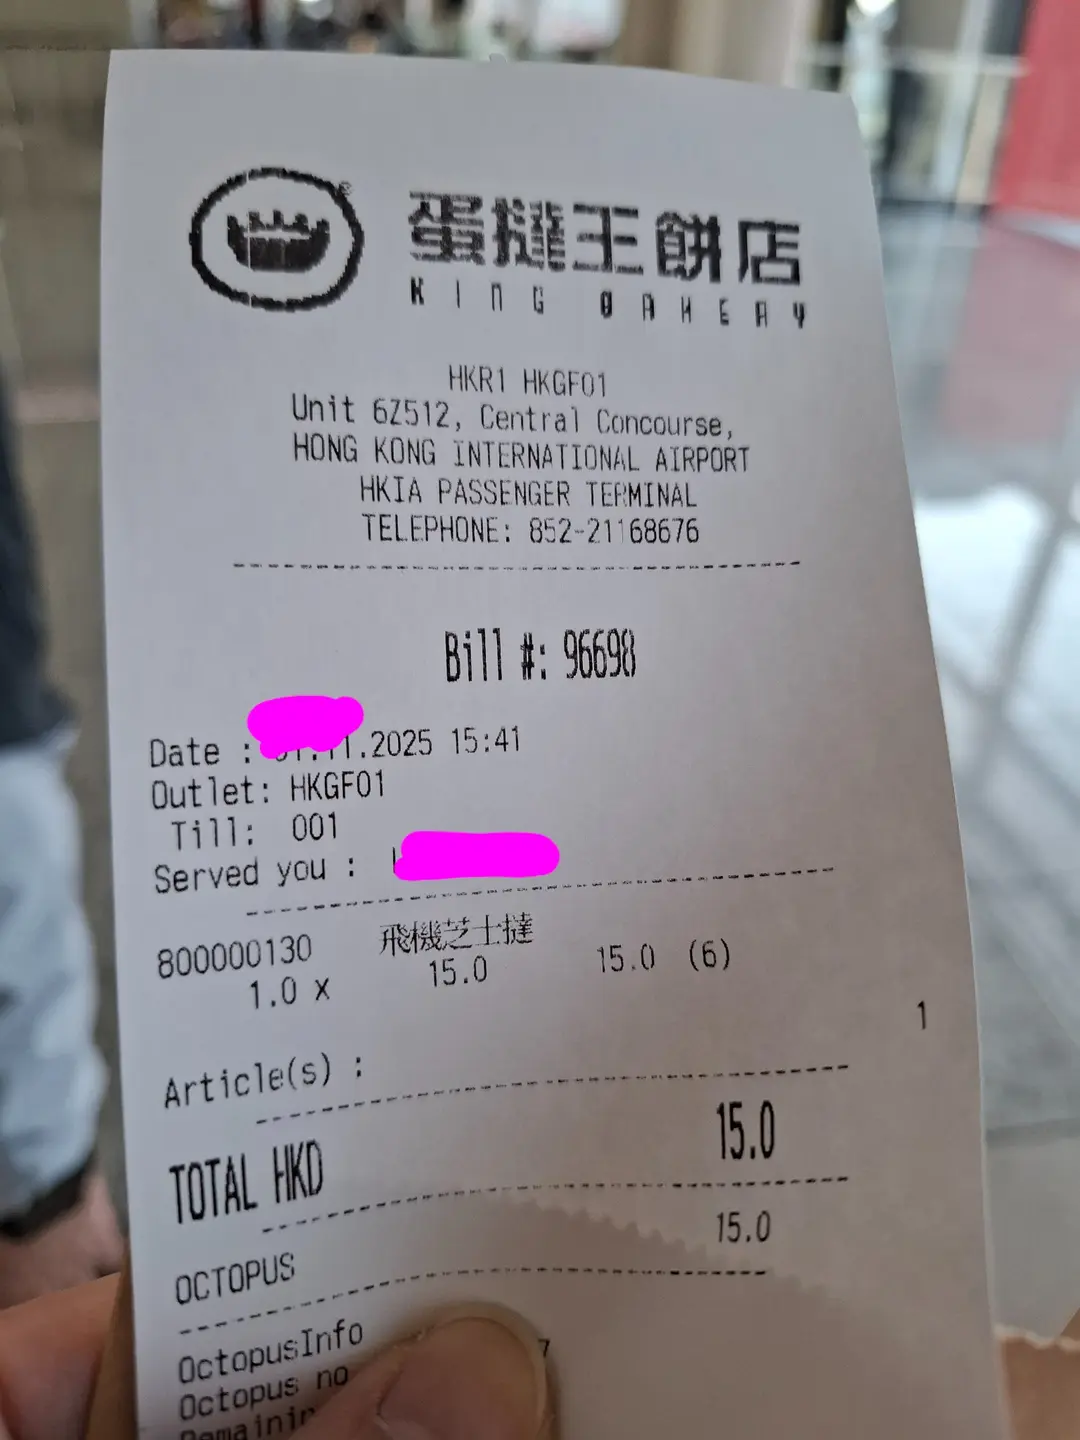 蛋撻王餅店
KING BAKERY
HKR1 HKGF01
Unit 6Z512, Central Concourse,
HONG KONG INTERNATIONAL AIRPORT
HKIA PASSENGER TERMINAL
TELEPHONE: 852-21168676
Bill #: 96698
Date : .2025 15:41
Outlet: HKGF01
Till: 001
Served you :
800000130 飛機芝士撻
1.0 x 15.0 15.0 (6)
Article(s) : 1
TOTAL HKD 15.0
OCTOPUS 15.0
OctopusInfo
Octopus no 7